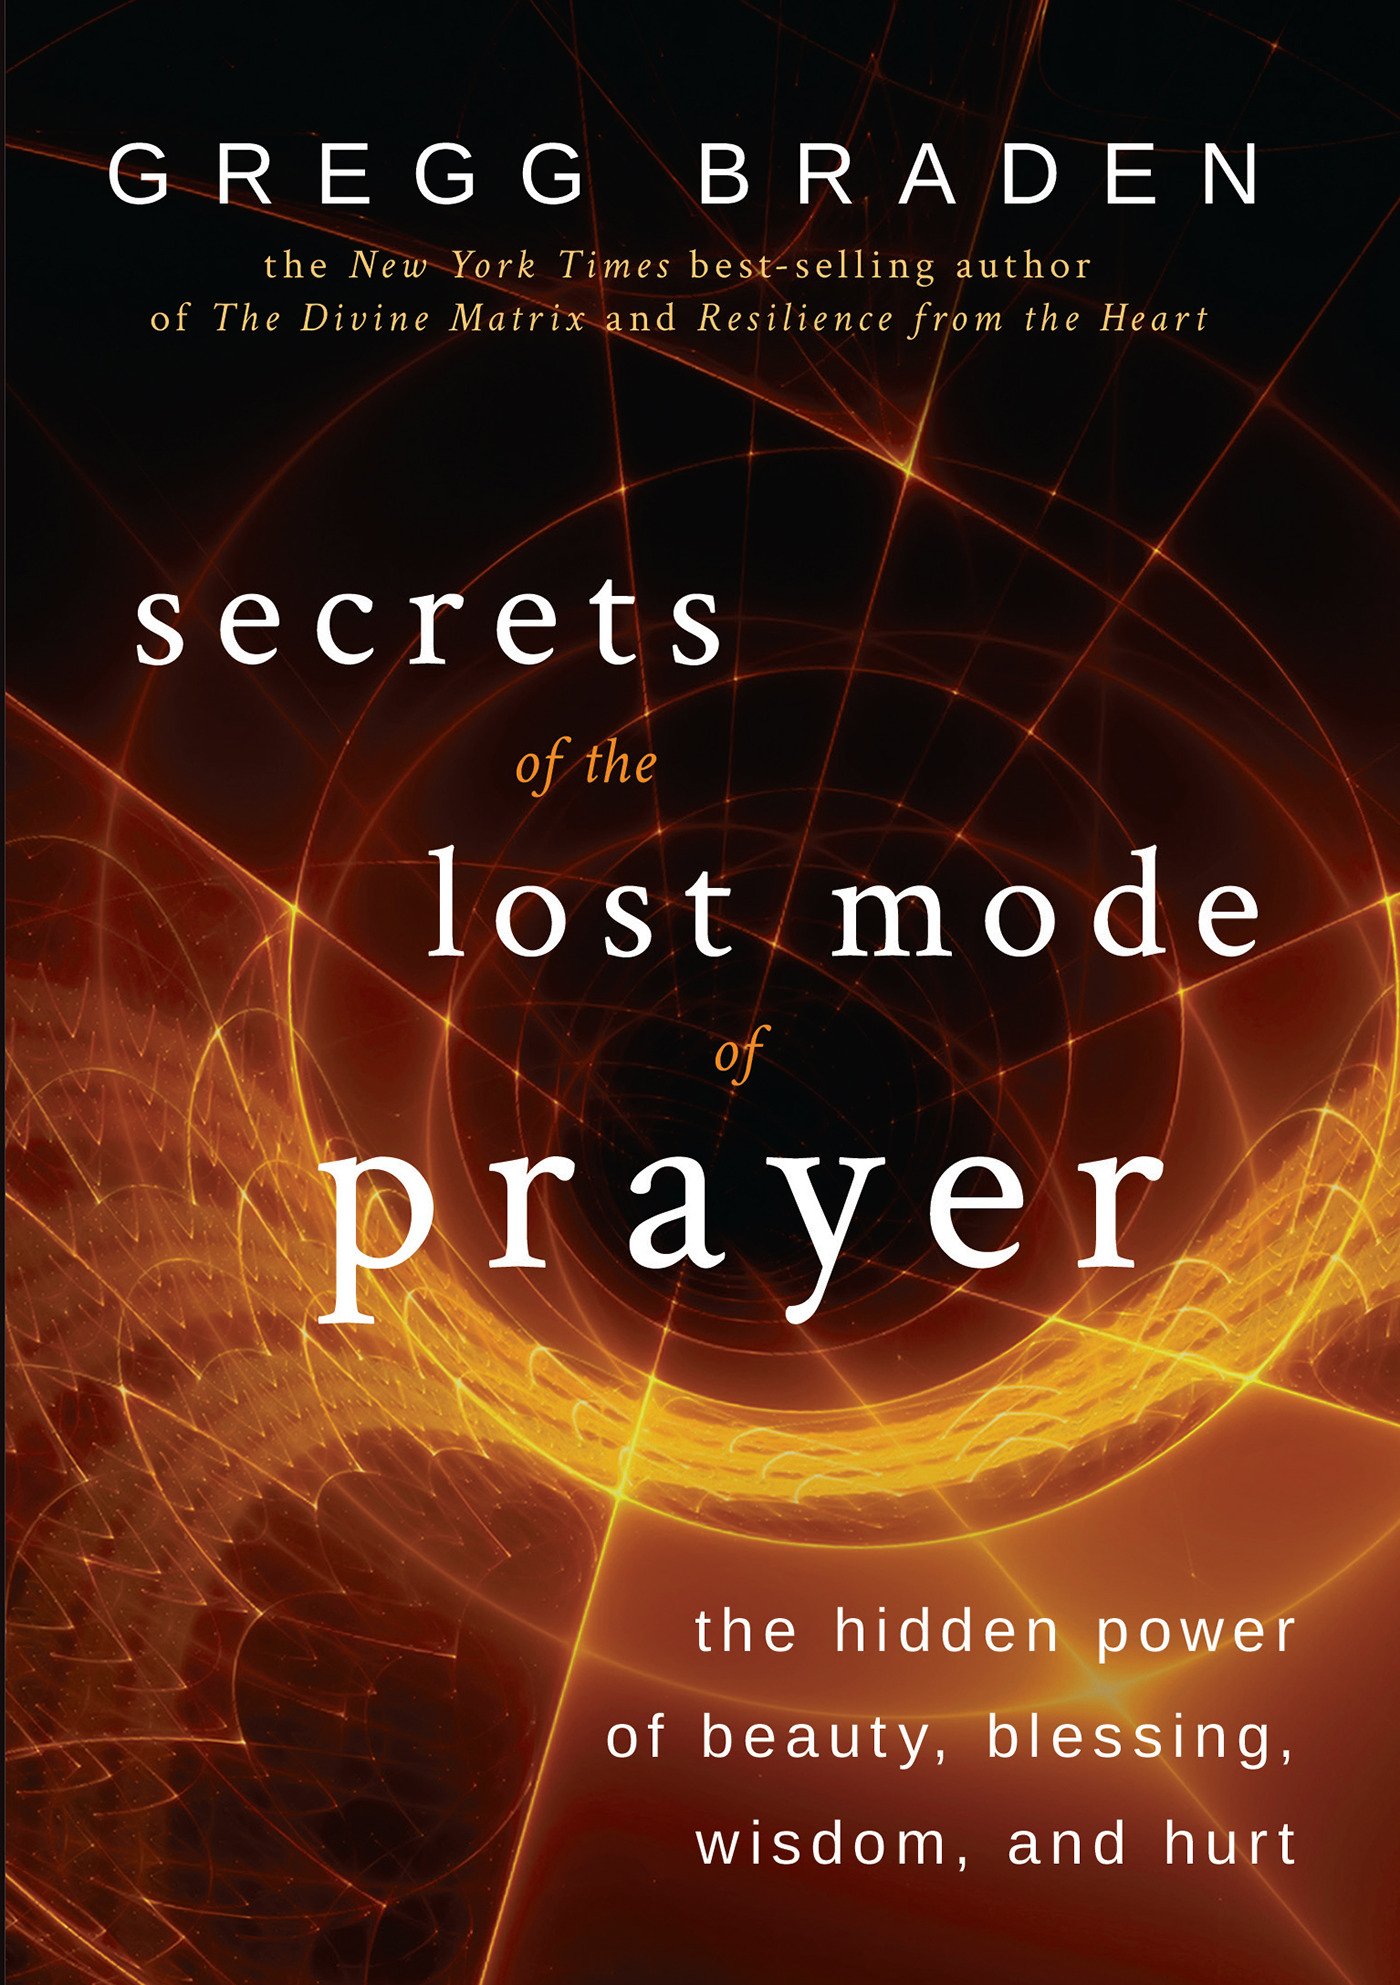 GREGG BRADEN
the New York Times best-selling author
of The Divine Matrix and Resilience from the Heart
secrets
of the
lost mode
of
prayer
the hidden power
of beauty, blessing,
wisdom, and hurt